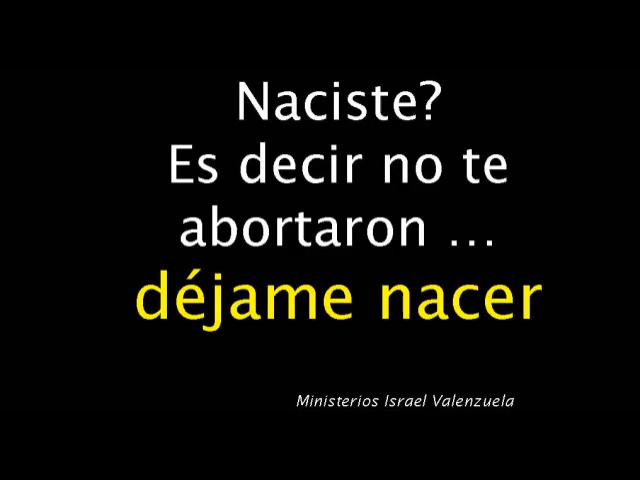 Naciste?
Es decir no te
abortaron ...
déjame nacer
Ministerios Israel Valenzuela